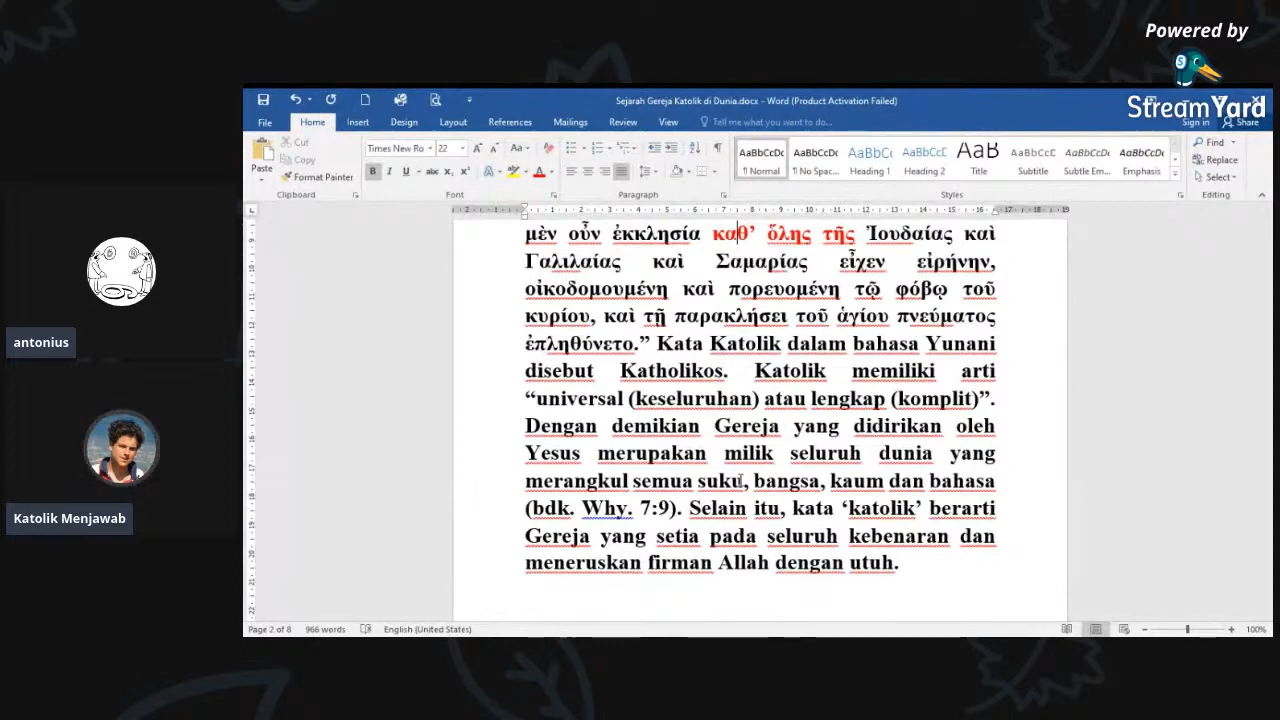 Powered by
StreamYard
Sejarah Gereja Katolik di Dunia.docx - Word (Product Activation Failed)
File Home Insert Design Layout References Mailings Review View Tell me what you want to do... Sign in Share
Paste Cut Copy Format Painter
Times New Ro 22
AaBbCcDc AaBbCcDc AaBbCc AaBbCcC AaB AaBbCcC AaBbCcDc AaBbCcDc
¶ Normal ¶ No Spac... Heading 1 Heading 2 Title Subtitle Subtle Em... Emphasis
Find
Replace
Select
Clipboard Font Paragraph Styles Editing
μὲν οὖν ἐκκλησία καθ’ ὅλης τῆς Ἰουδαίας καὶ
Γαλιλαίας καὶ Σαμαρίας εἶχεν εἰρήνην,
οἰκοδομουμένη καὶ πορευομένη τῷ φόβῳ τοῦ
κυρίου, καὶ τῇ παρακλήσει τοῦ ἁγίου πνεύματος
ἐπληθύνετο.” Kata Katolik dalam bahasa Yunani
disebut Katholikos. Katolik memiliki arti
“universal (keseluruhan) atau lengkap (komplit)”.
Dengan demikian Gereja yang didirikan oleh
Yesus merupakan milik seluruh dunia yang
merangkul semua suku, bangsa, kaum dan bahasa
(bdk. Why. 7:9). Selain itu, kata ‘katolik’ berarti
Gereja yang setia pada seluruh kebenaran dan
meneruskan firman Allah dengan utuh.
Page 2 of 8 966 words English (United States) 100%
antonius
Katolik Menjawab